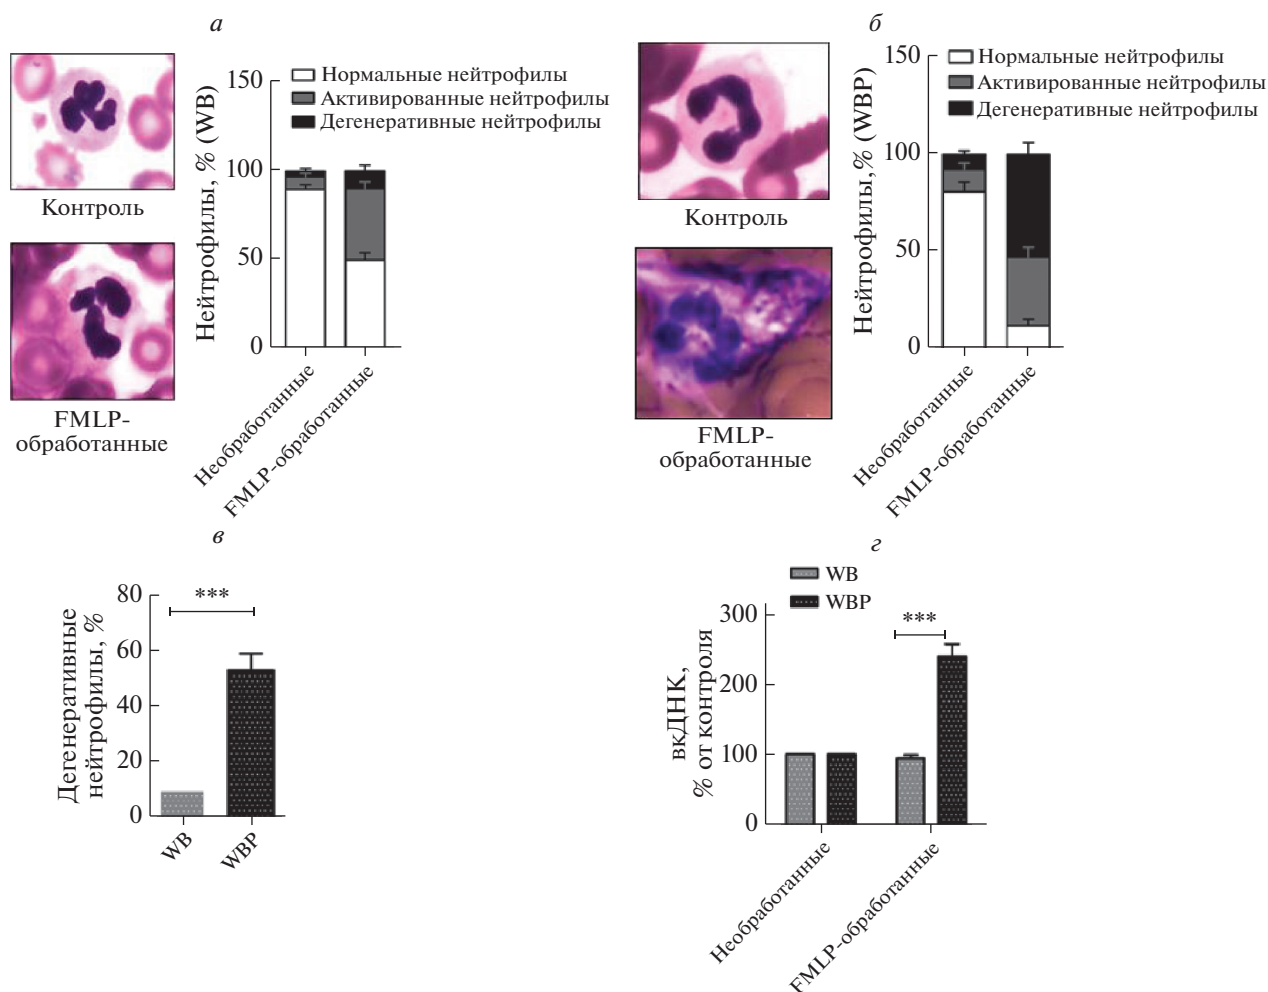 а
Контроль
FMLP-
обработанные
Нейтрофилы, % (WB)
150
100
50
0
Нормальные нейтрофилы
Активированные нейтрофилы
Дегенеративные нейтрофилы
Необработанные
FMLP-обработанные
б
Контроль
FMLP-
обработанные
Нейтрофилы, % (WBP)
150
100
50
0
Нормальные нейтрофилы
Активированные нейтрофилы
Дегенеративные нейтрофилы
Необработанные
FMLP-обработанные
в
Дегенеративные
нейтрофилы, %
80
60
40
20
0
***
WB
WBP
г
WB
WBP
вкДНК,
% от контроля
300
200
100
0
***
Необработанные
FMLP-обработанные